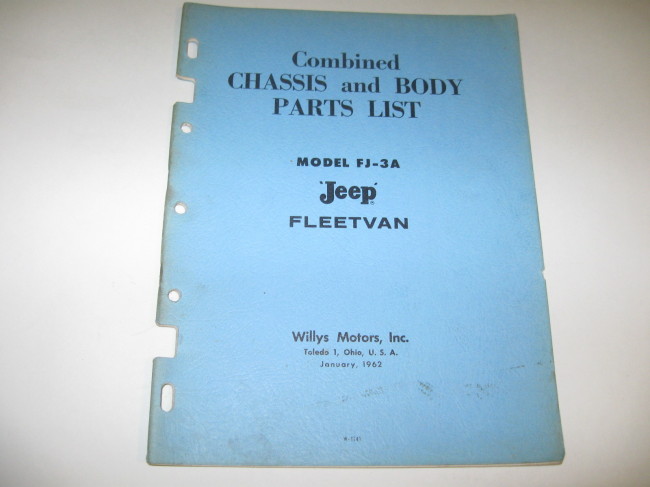 Combined
CHASSIS and BODY
PARTS LIST
MODEL FJ-3A
'Jeep'®
FLEETVAN
Willys Motors, Inc.
Toledo 1, Ohio, U. S. A.
January, 1962